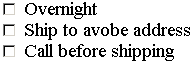 Overnight
Ship to avobe address
Call before shipping